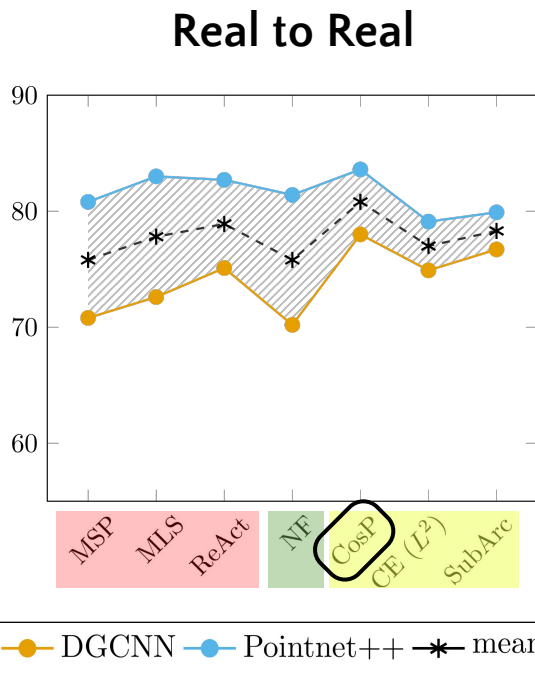 Real to Real
90
80
70
60
MSP
MLS
ReAct
NF
CosP
CE (L²)
SubArc
DGCNN Pointnet++ mean